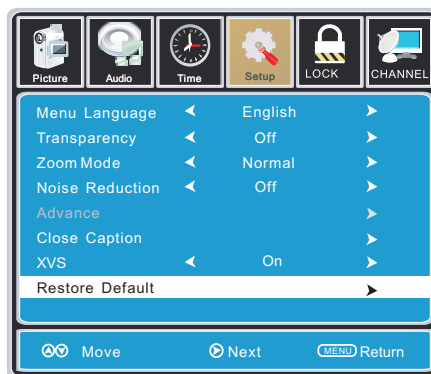 Picture Audio Time Setup LOCK CHANNEL
Menu Language English
Transparency Off
Zoom Mode Normal
Noise Reduction Off
Advance
Close Caption
XVS On
Restore Default
Move Next MENU Return